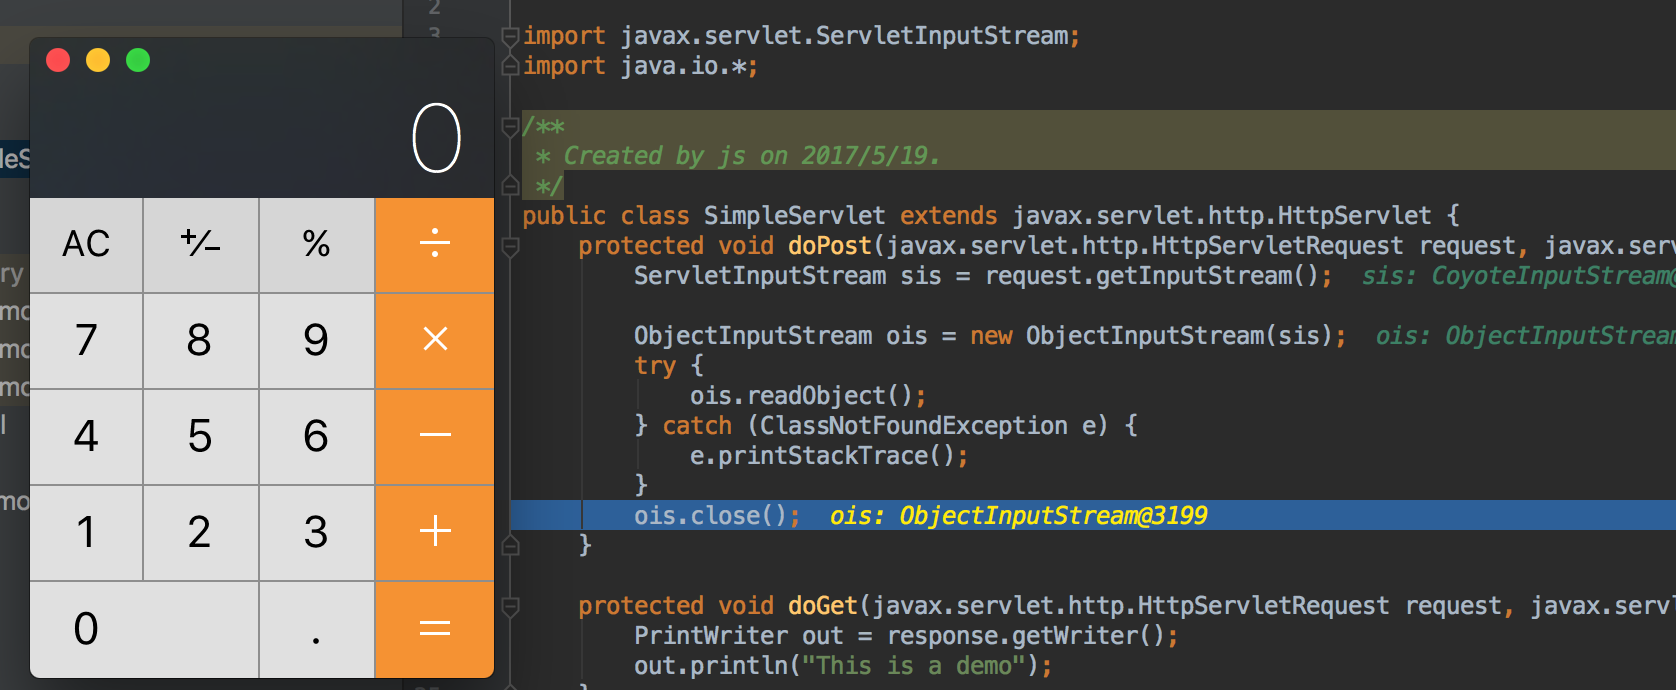 2
3
import javax.servlet.ServletInputStream;
import java.io.*;
/**
* Created by js on 2017/5/19.
*/
public class SimpleServlet extends javax.servlet.http.HttpServlet {
protected void doPost(javax.servlet.http.HttpServletRequest request, javax.serv
ServletInputStream sis = request.getInputStream(); sis: CoyoteInputStream@
ObjectInputStream ois = new ObjectInputStream(sis); ois: ObjectInputStream
try {
ois.readObject();
} catch (ClassNotFoundException e) {
e.printStackTrace();
}
ois.close(); ois: ObjectInputStream@3199
}
protected void doGet(javax.servlet.http.HttpServletRequest request, javax.serv
PrintWriter out = response.getWriter();
out.println("This is a demo");
0
AC +/− % ÷
7 8 9 ×
4 5 6 −
1 2 3 +
0 . =
leS
ry
mo
mo
mo
l
mo